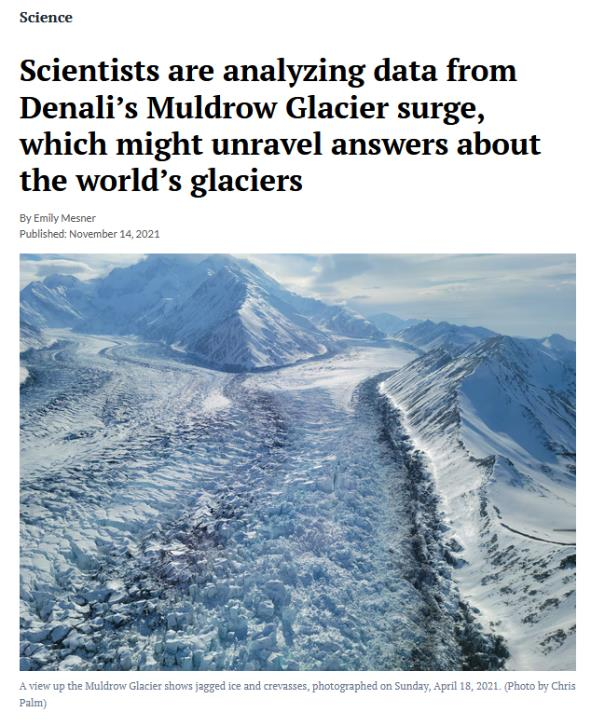 Science
Scientists are analyzing data from
Denali’s Muldrow Glacier surge,
which might unravel answers about
the world’s glaciers
By Emily Mesner
Published: November 14, 2021
A view up the Muldrow Glacier shows jagged ice and crevasses, photographed on Sunday, April 18, 2021. (Photo by Chris
Palm)